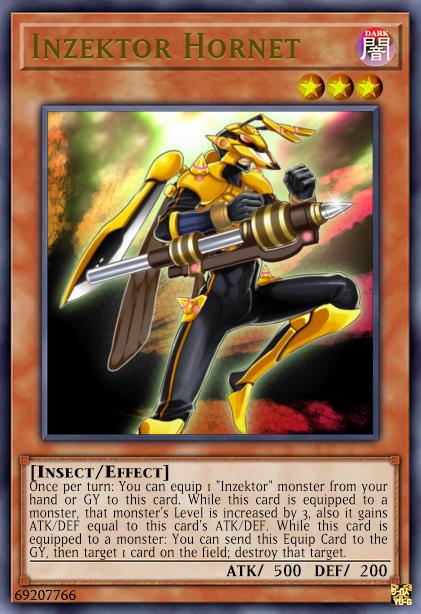 Inzektor Hornet
DARK
闇
[Insect/Effect]
Once per turn: You can equip 1 "Inzektor" monster from your
hand or GY to this card. While this card is equipped to a
monster, that monster's Level is increased by 3, also it gains
ATK/DEF equal to this card's ATK/DEF. While this card is
equipped to a monster: You can send this Equip Card to the
GY, then target 1 card on the field; destroy that target.
ATK/ 500 DEF/ 200
69207766